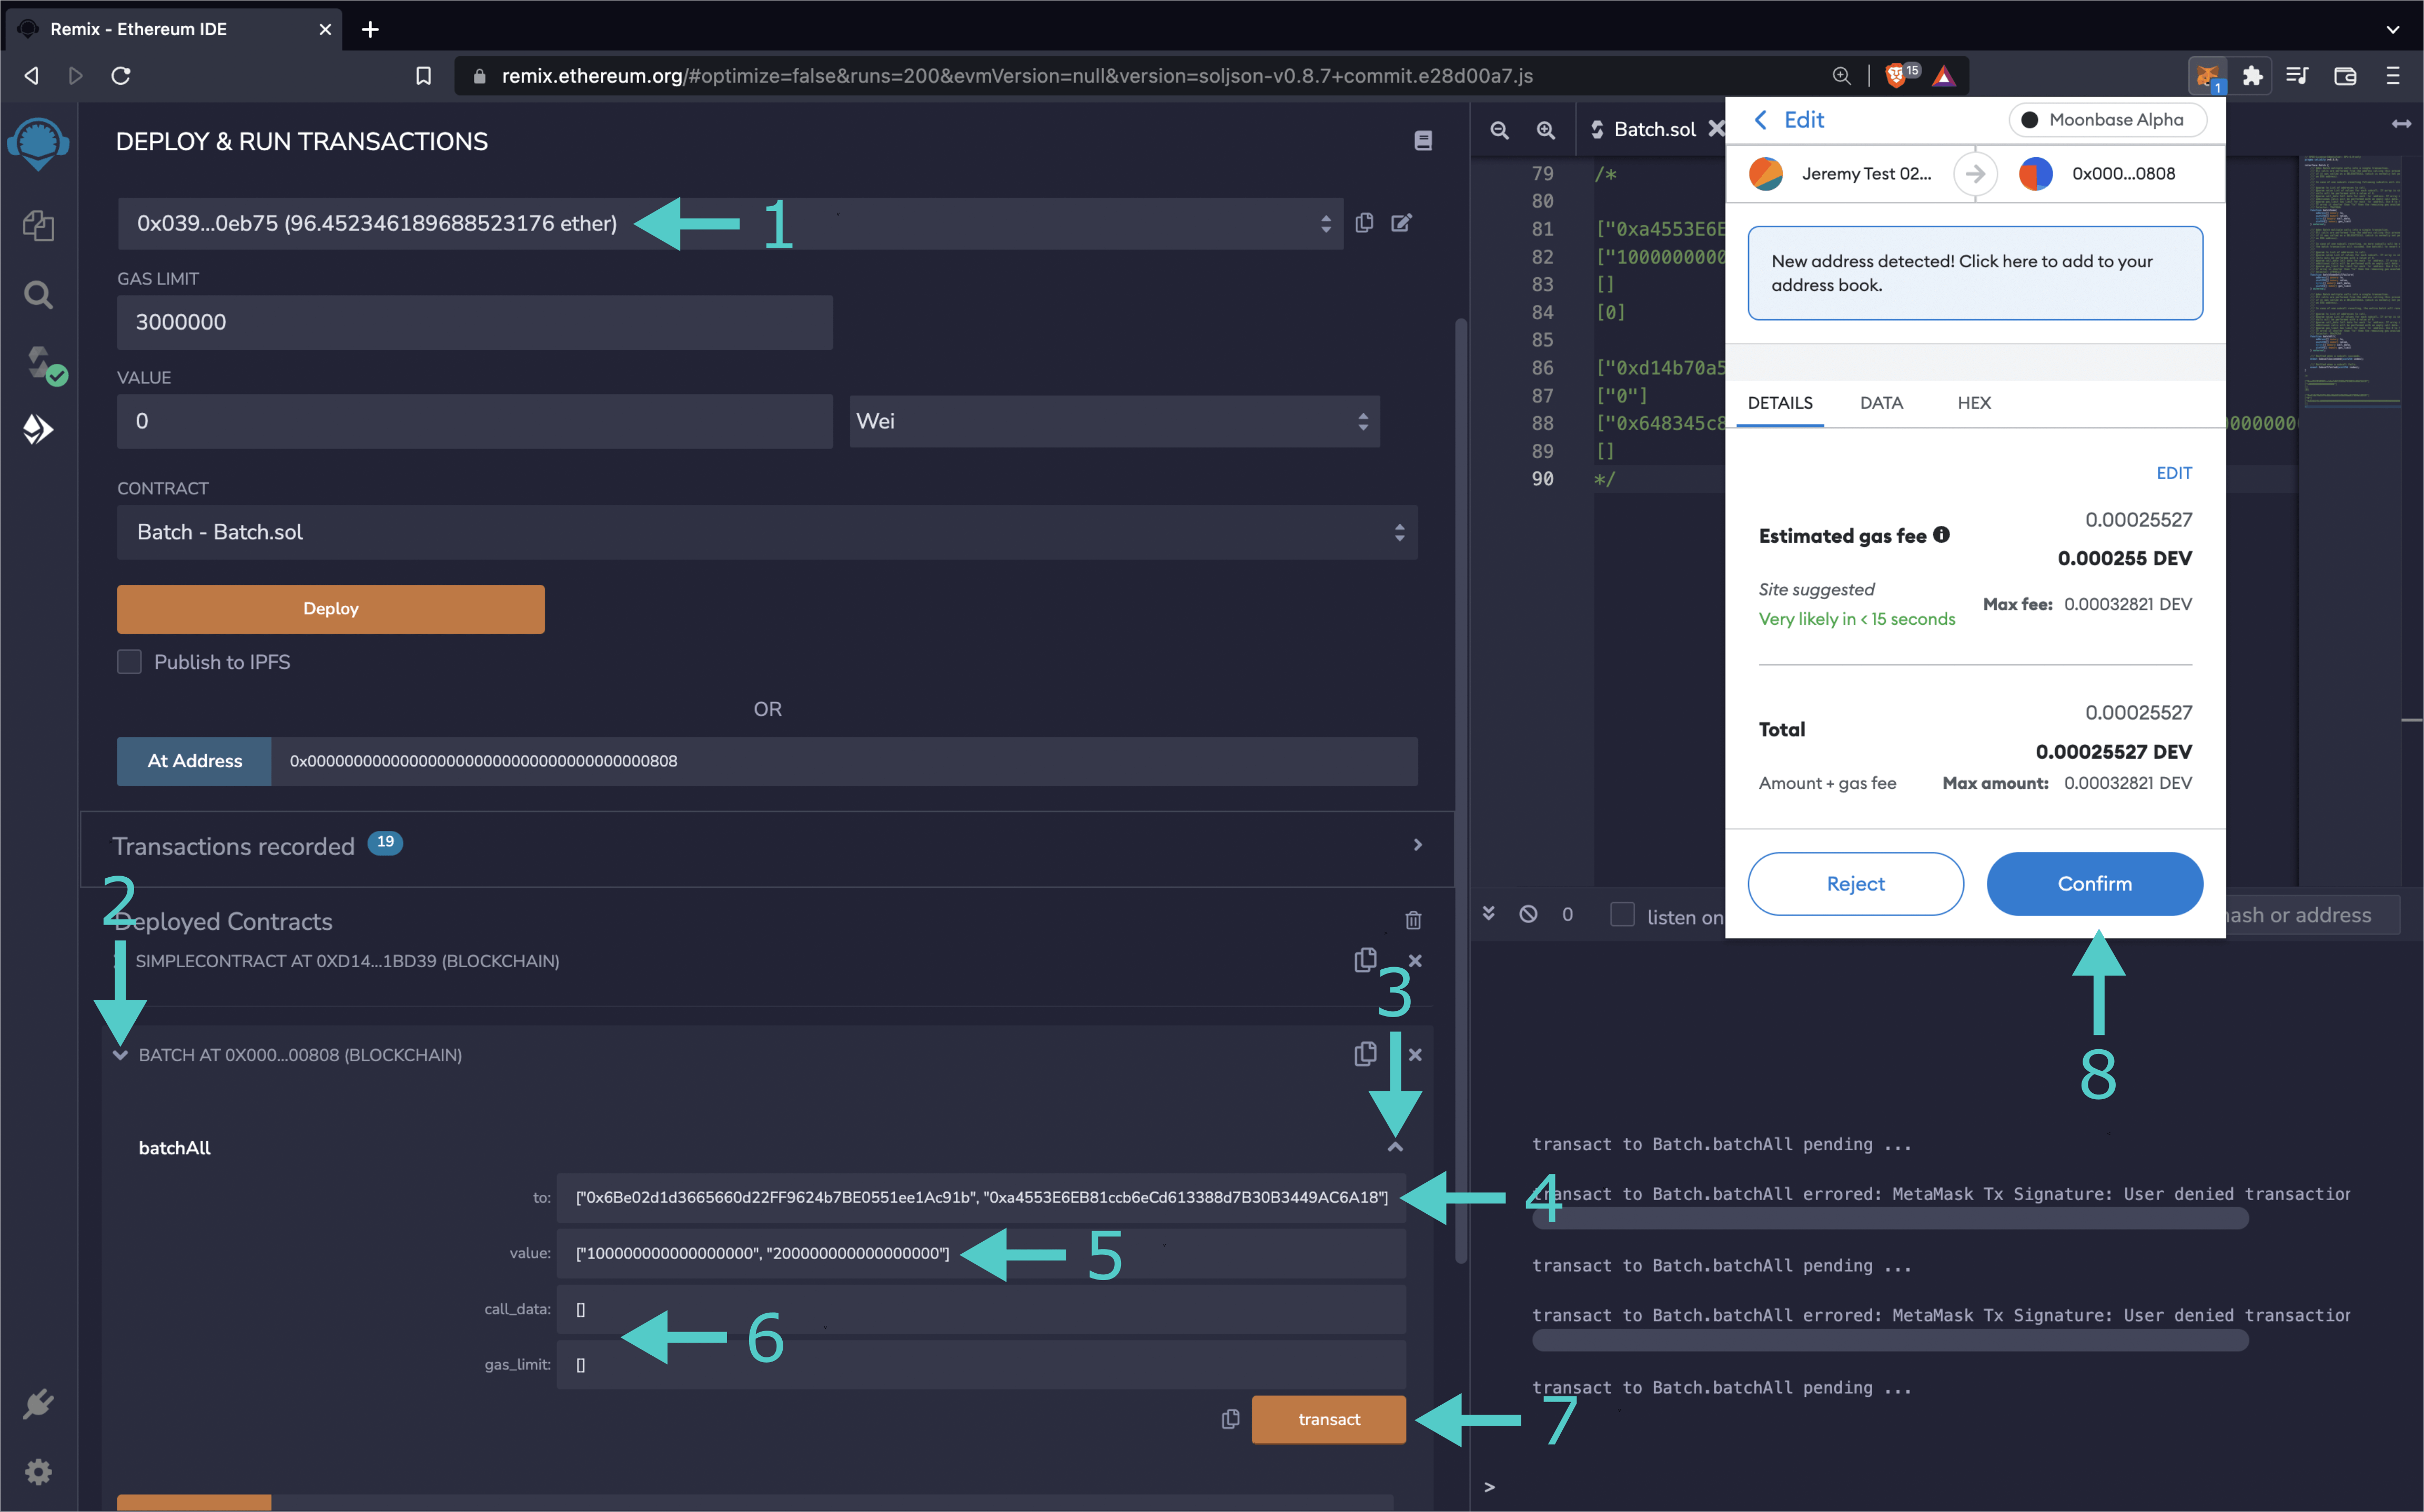 Remix - Ethereum IDE
remix.ethereum.org/#optimize=false&runs=200&evmVersion=null&version=soljson-v0.8.7+commit.e28d00a7.js
15
1
DEPLOY & RUN TRANSACTIONS
0x039...0eb75 (96.452346189688523176 ether)
1
GAS LIMIT
3000000
VALUE
0
Wei
CONTRACT
Batch - Batch.sol
Deploy
Publish to IPFS
OR
At Address
0x0000000000000000000000000000000000000808
Transactions recorded 19
2
Deployed Contracts
SIMPLECONTRACT AT 0XD14...1BD39 (BLOCKCHAIN)
3
BATCH AT 0X000...00808 (BLOCKCHAIN)
batchAll
to: ["0x6Be02d1d3665660d22FF9624b7BE0551ee1Ac91b", "0xa4553E6EB81ccb6eCd613388d7B30B3449AC6A18"]
4
value: ["100000000000000000", "200000000000000000"]
5
call_data: []
6
gas_limit: []
transact
7
Batch.sol
79 /*
80
81 ["0xa4553E6E
82 ["1000000000
83 []
84 [0]
85
86 ["0xd14b70a5
87 ["0"]
88 ["0x648345c8
89 []
90 */
Edit
Moonbase Alpha
Jeremy Test 02...
0x000...0808
New address detected! Click here to add to your
address book.
DETAILS
DATA
HEX
EDIT
Estimated gas fee
0.00025527
0.000255 DEV
Site suggested
Very likely in < 15 seconds
Max fee: 0.00032821 DEV
Total
0.00025527
0.00025527 DEV
Amount + gas fee
Max amount: 0.00032821 DEV
Reject
Confirm
8
0
listen on
hash or address
transact to Batch.batchAll pending ...
transact to Batch.batchAll errored: MetaMask Tx Signature: User denied transaction
transact to Batch.batchAll pending ...
transact to Batch.batchAll errored: MetaMask Tx Signature: User denied transaction
transact to Batch.batchAll pending ...
>